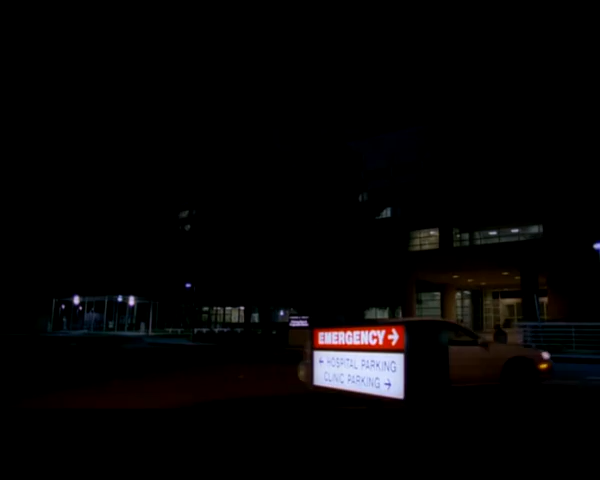 EMERGENCY →
← HOSPITAL PARKING
CLINIC PARKING →